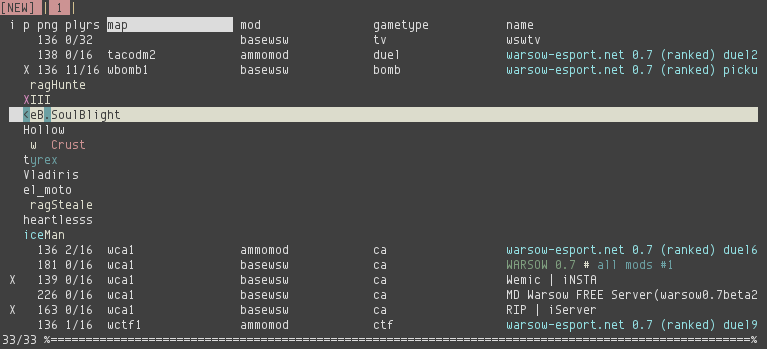 [NEW] | 1 |
i p png plyrs map mod gametype name
136 0/32 basewsw tv wswtv
138 0/16 tacodm2 ammomod duel warsow-esport.net 0.7 (ranked) duel2
X 136 11/16 wbomb1 basewsw bomb warsow-esport.net 0.7 (ranked) picku
ragHunte
XIII
<eB.SoulBlight
Hollow
w Crust
tyrex
Vladiris
el_moto
ragSteale
heartlesss
iceMan
136 2/16 wca1 ammomod ca warsow-esport.net 0.7 (ranked) duel6
181 0/16 wca1 basewsw ca WARSOW 0.7 # all mods #1
X 139 0/16 wca1 basewsw ca Wemic | iNSTA
226 0/16 wca1 basewsw ca MD Warsow FREE Server(warsow0.7beta2
X 163 0/16 wca1 basewsw ca RIP | iServer
136 1/16 wctf1 ammomod ctf warsow-esport.net 0.7 (ranked) duel9
33/33 %=====================================================================================================%